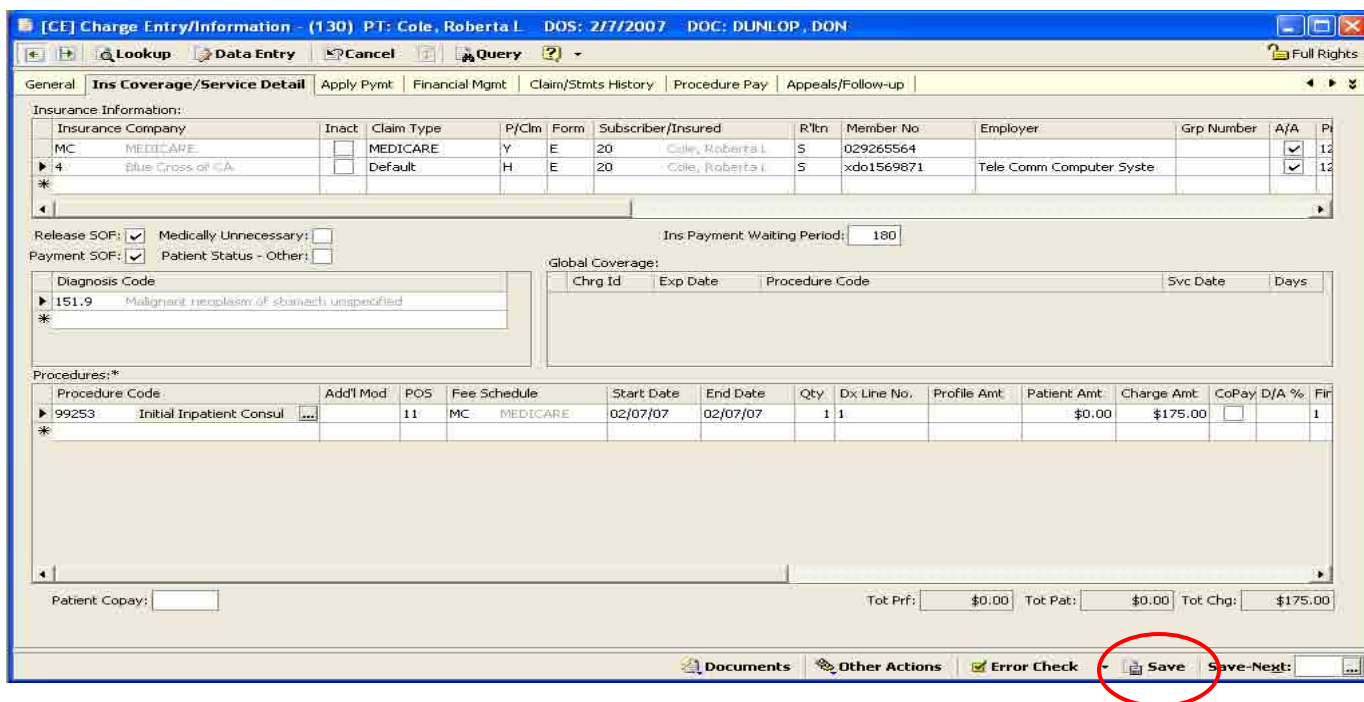 [CE] Charge Entry/Information - (130) PT: Cole, Roberta L DOS: 2/7/2007 DOC: DUNLOP, DON
Lookup Data Entry Cancel Query Full Rights
General Ins Coverage/Service Detail Apply Pymt Financial Mgmt Claim/Stmts History Procedure Pay Appeals/Follow-up
Insurance Information:
Insurance Company Inact Claim Type P/Clm Form Subscriber/Insured R'ltn Member No Employer Grp Number A/A
MC MEDICARE MEDICARE Y E 20 Cole, Roberta L S 029265564 12
4 Blue Cross of CA Default H E 20 Cole, Roberta L S xdo1569871 Tele Comm Computer Syste 12
Release SOF: Medically Unnecessary: Ins Payment Waiting Period: 180
Payment SOF: Patient Status - Other:
Global Coverage:
Diagnosis Code Chrg Id Exp Date Procedure Code Svc Date Days
151.9 Malignant neoplasm of stomach unspecified
Procedures:*
Procedure Code Add'l Mod POS Fee Schedule Start Date End Date Qty Dx Line No. Profile Amt Patient Amt Charge Amt CoPay D/A % Fir
99253 Initial Inpatient Consul ... 11 MC MEDICARE 02/07/07 02/07/07 1 1 $0.00 $175.00 1
Patient Copay: Tot Prf: $0.00 Tot Pat: $0.00 Tot Chg: $175.00
Documents Other Actions Error Check Save Save-Next: ...